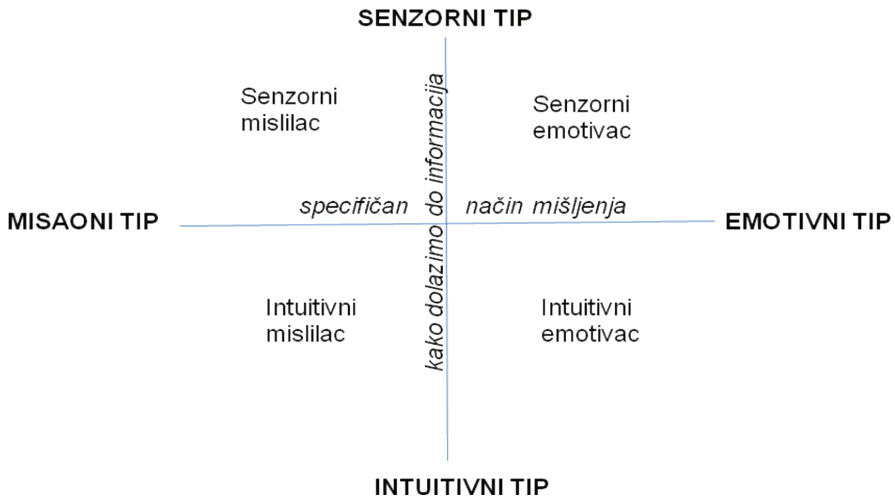 SENZORNI TIP
Senzorni
mislilac
Senzorni
emotivac
kako dolazimo do informacija
specifičan način mišljenja
MISAONI TIP
EMOTIVNI TIP
Intuitivni
mislilac
Intuitivni
emotivac
INTUITIVNI TIP